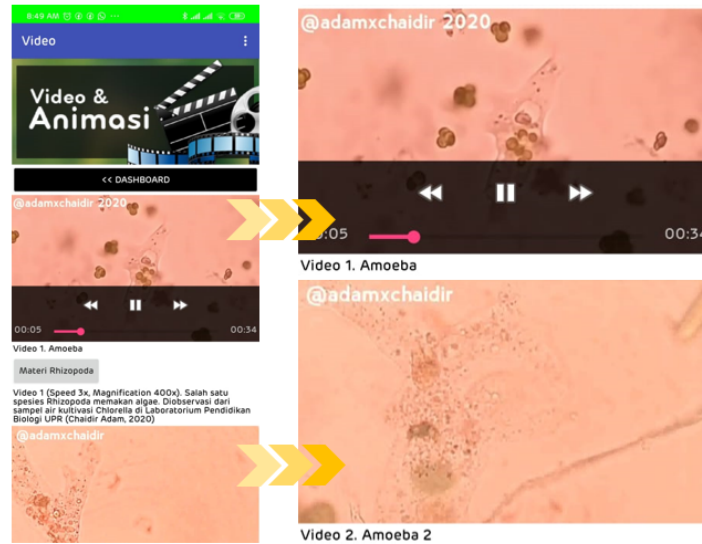 8:49 AM
Video
Video &
Animasi
<< DASHBOARD
@adamxchaidir 2020
00:05
00:34
Video 1. Amoeba
Materi Rhizopoda
Video 1 (Speed 3x, Magnification 400x). Salah satu
spesies Rhizopoda memakan algae. Diobservasi dari
sampel air kultivasi Chlorella di Laboratorium Pendidikan
Biologi UPR (Chaidir Adam, 2020)
@adamxchaidir
@adamxchaidir 2020
:05
00:34
Video 1. Amoeba
@adamxchaidir
Video 2. Amoeba 2